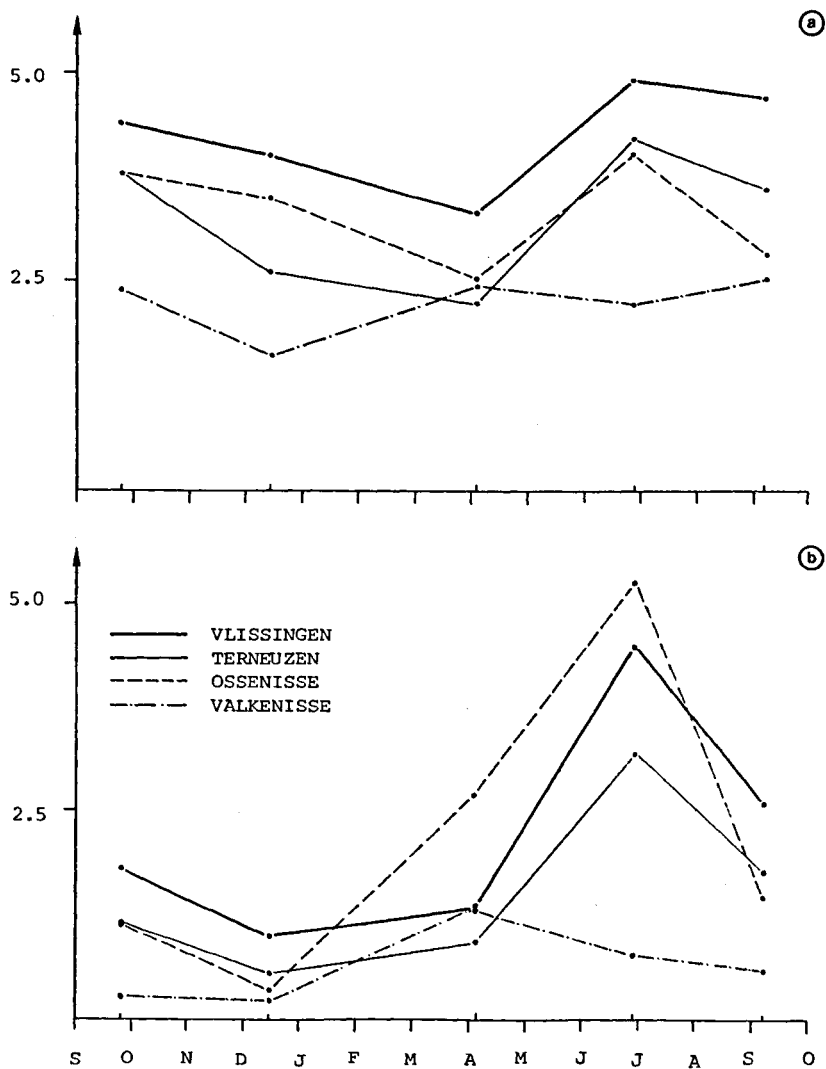 a
5.0
2.5
b
5.0
VLISSINGEN
TERNEUZEN
OSSENISSE
VALKENISSE
2.5
S O N D J F M A M J J A S O